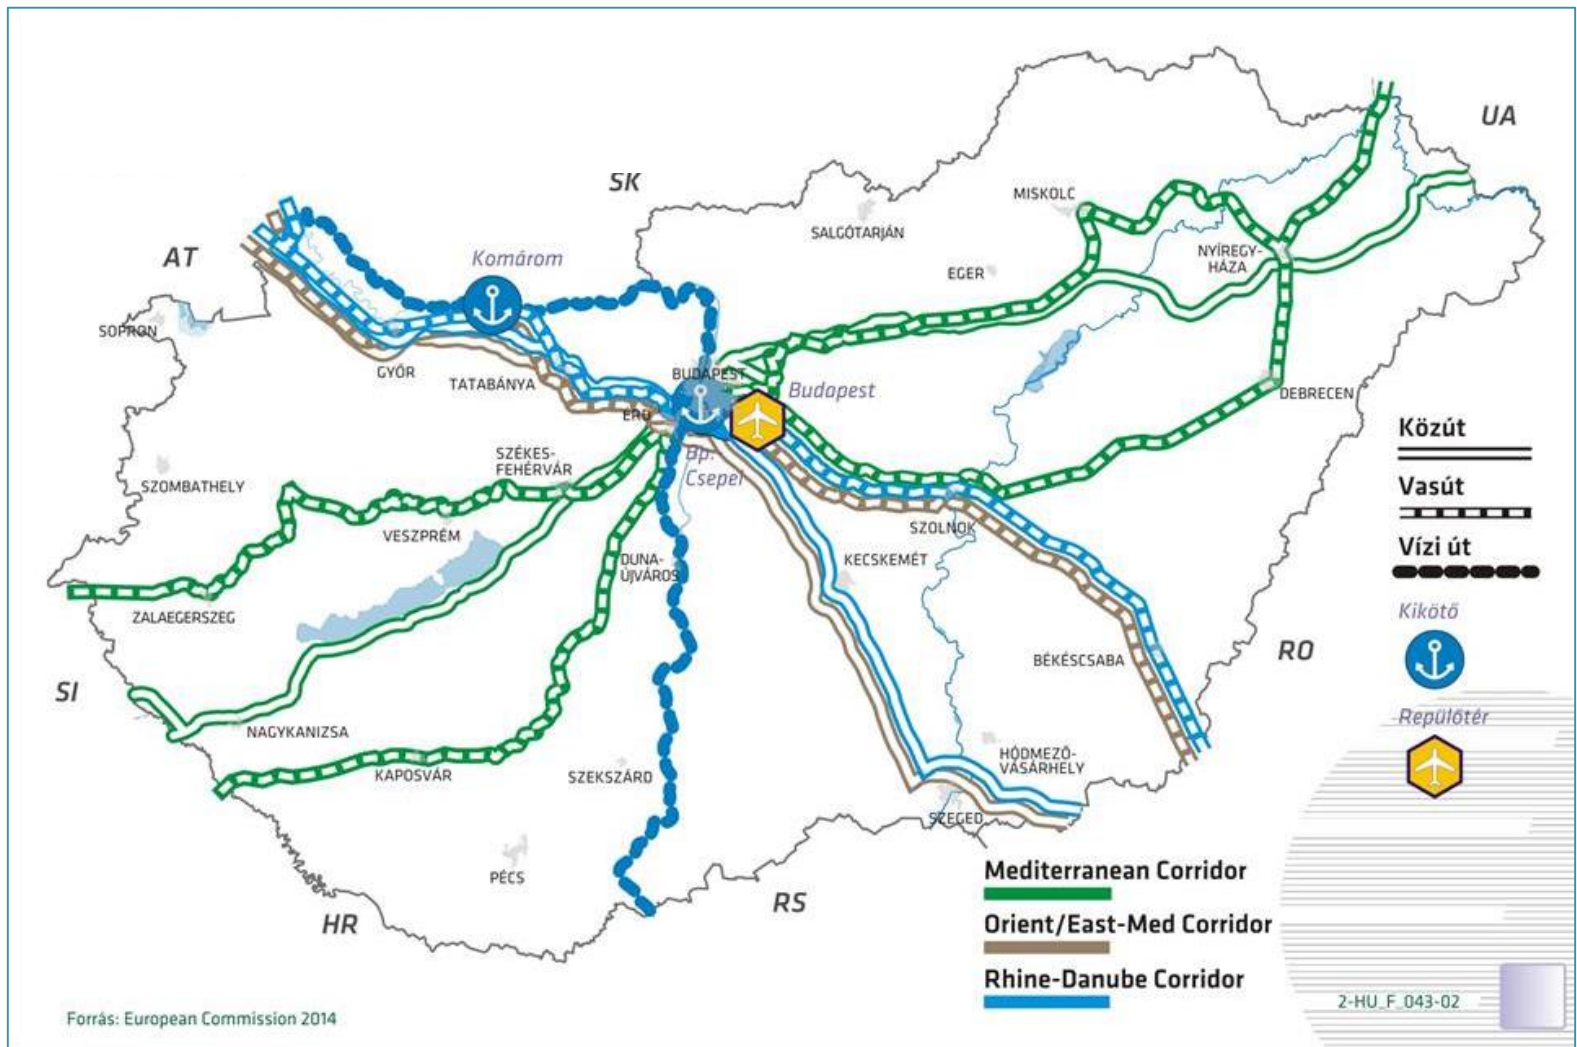 UA
SK
MISKOLC
SALGÓTARJÁN
AT
Komárom
NYÍREGY-
HÁZA
EGER
SOPRON
GYŐR
TATABÁNYA
BUDAPEST
Budapest
DEBRECEN
ÉRD
Bp.
Csepel
SZÉKES-
FEHÉRVÁR
SZOMBATHELY
VESZPRÉM
SZOLNOK
KECSKEMÉT
DUNA-
ÚJVÁROS
ZALAEGERSZEG
BÉKÉSCSABA
RO
SI
NAGYKANIZSA
KAPOSVÁR
SZEKSZÁRD
HÓDMEZŐ-
VÁSÁRHELY
SZEGED
PÉCS
HR
RS
Közút
Vasút
Vízi út
Kikötő
Repülőtér
Mediterranean Corridor
Orient/East-Med Corridor
Rhine-Danube Corridor
2-HU_F_043-02
Forrás: European Commission 2014